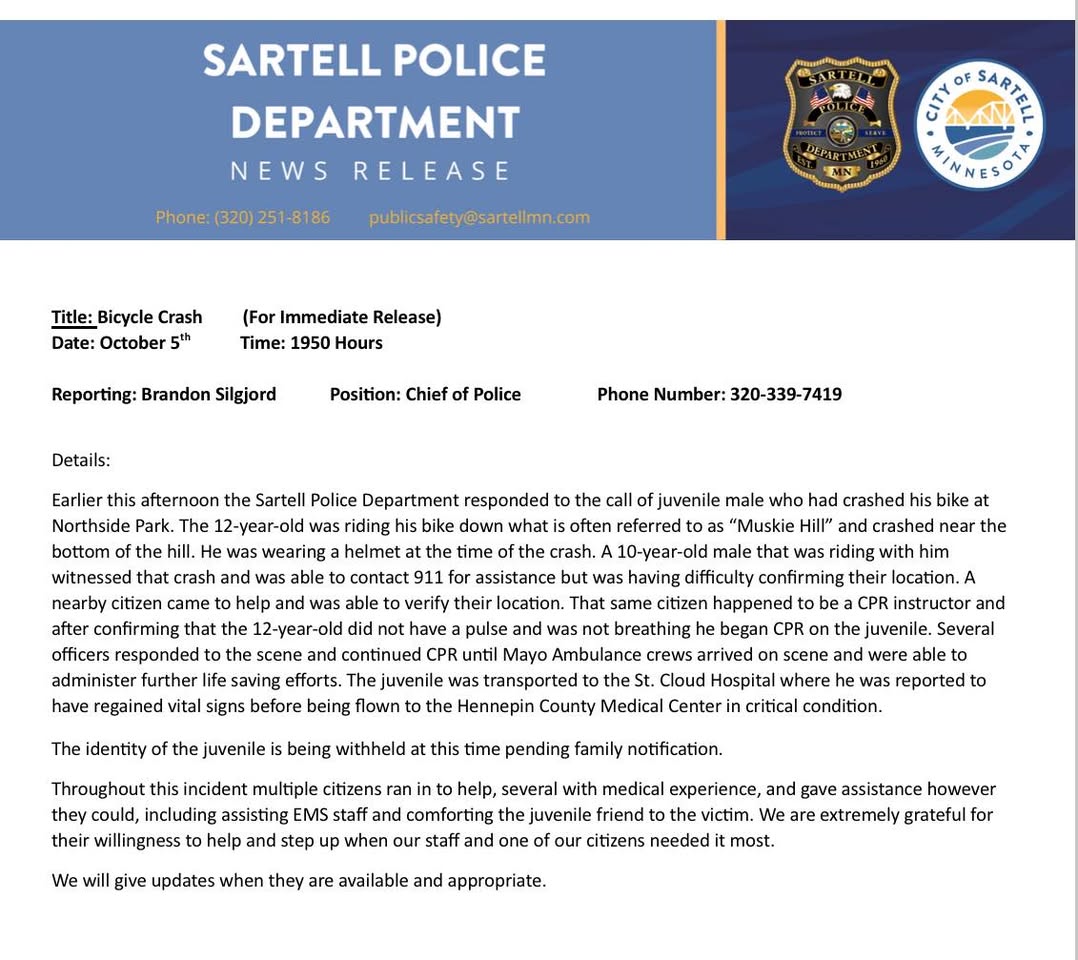 SARTELL POLICE
DEPARTMENT
NEWS RELEASE
Phone: (320) 251-8186 publicsafety@sartellmn.com
SARTELL
POLICE
PROTECT SERVE
DEPARTMENT
EST. MN 1960
CITY OF SARTELL
MINNESOTA
Title: Bicycle Crash (For Immediate Release)
Date: October 5th Time: 1950 Hours
Reporting: Brandon Silgjord Position: Chief of Police Phone Number: 320-339-7419
Details:
Earlier this afternoon the Sartell Police Department responded to the call of juvenile male who had crashed his bike at
Northside Park. The 12-year-old was riding his bike down what is often referred to as “Muskie Hill” and crashed near the
bottom of the hill. He was wearing a helmet at the time of the crash. A 10-year-old male that was riding with him
witnessed that crash and was able to contact 911 for assistance but was having difficulty confirming their location. A
nearby citizen came to help and was able to verify their location. That same citizen happened to be a CPR instructor and
after confirming that the 12-year-old did not have a pulse and was not breathing he began CPR on the juvenile. Several
officers responded to the scene and continued CPR until Mayo Ambulance crews arrived on scene and were able to
administer further life saving efforts. The juvenile was transported to the St. Cloud Hospital where he was reported to
have regained vital signs before being flown to the Hennepin County Medical Center in critical condition.
The identity of the juvenile is being withheld at this time pending family notification.
Throughout this incident multiple citizens ran in to help, several with medical experience, and gave assistance however
they could, including assisting EMS staff and comforting the juvenile friend to the victim. We are extremely grateful for
their willingness to help and step up when our staff and one of our citizens needed it most.
We will give updates when they are available and appropriate.